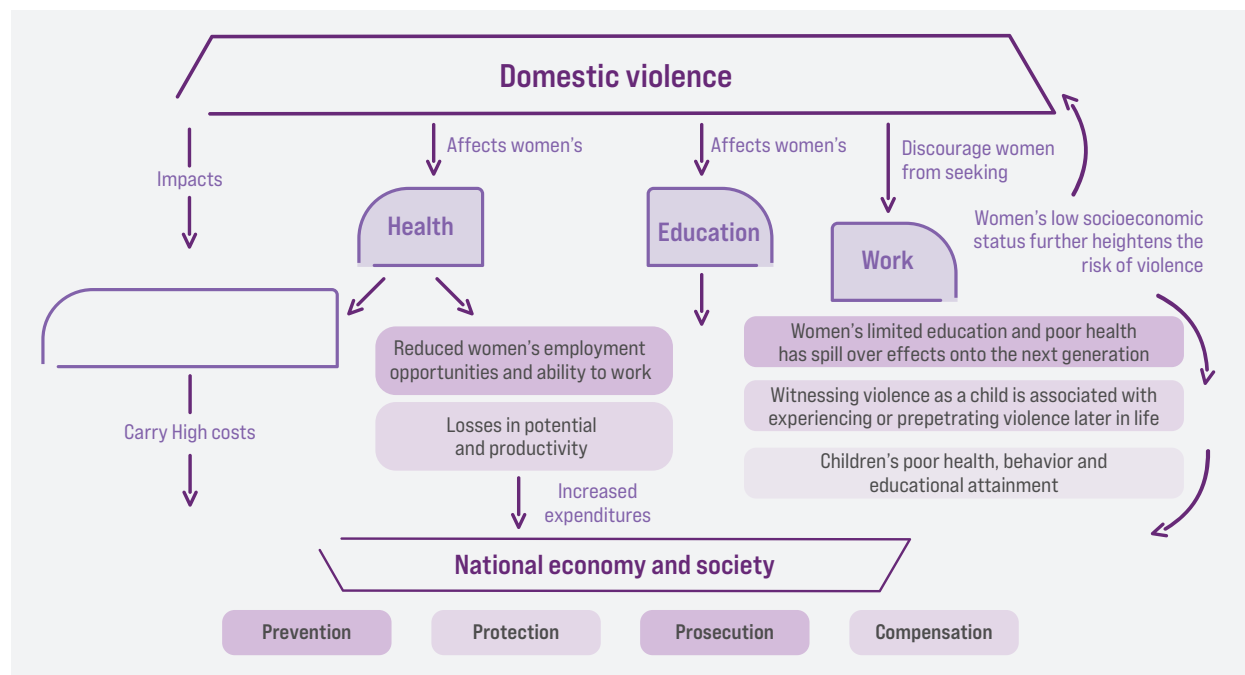 Domestic violence
Impacts
Affects women's
Affects women's
Discourage women
from seeking
Women's low socioeconomic
status further heightens the
risk of violence
Health
Education
Work
Reduced women's employment
opportunities and ability to work
Losses in potential
and productivity
Women's limited education and poor health
has spill over effects onto the next generation
Witnessing violence as a child is associated with
experiencing or prepetrating violence later in life
Children's poor health, behavior and
educational attainment
Carry High costs
Increased
expenditures
National economy and society
Prevention
Protection
Prosecution
Compensation